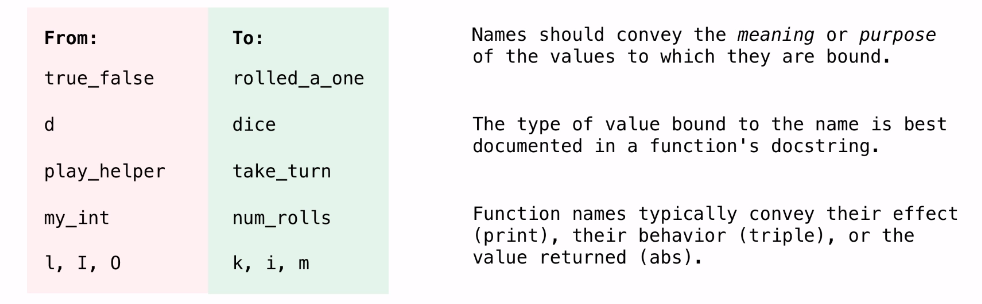 From: To:
true_false rolled_a_one
d dice
play_helper take_turn
my_int num_rolls
l, I, O k, i, m
Names should convey the meaning or purpose
of the values to which they are bound.
The type of value bound to the name is best
documented in a function's docstring.
Function names typically convey their effect
(print), their behavior (triple), or the
value returned (abs).